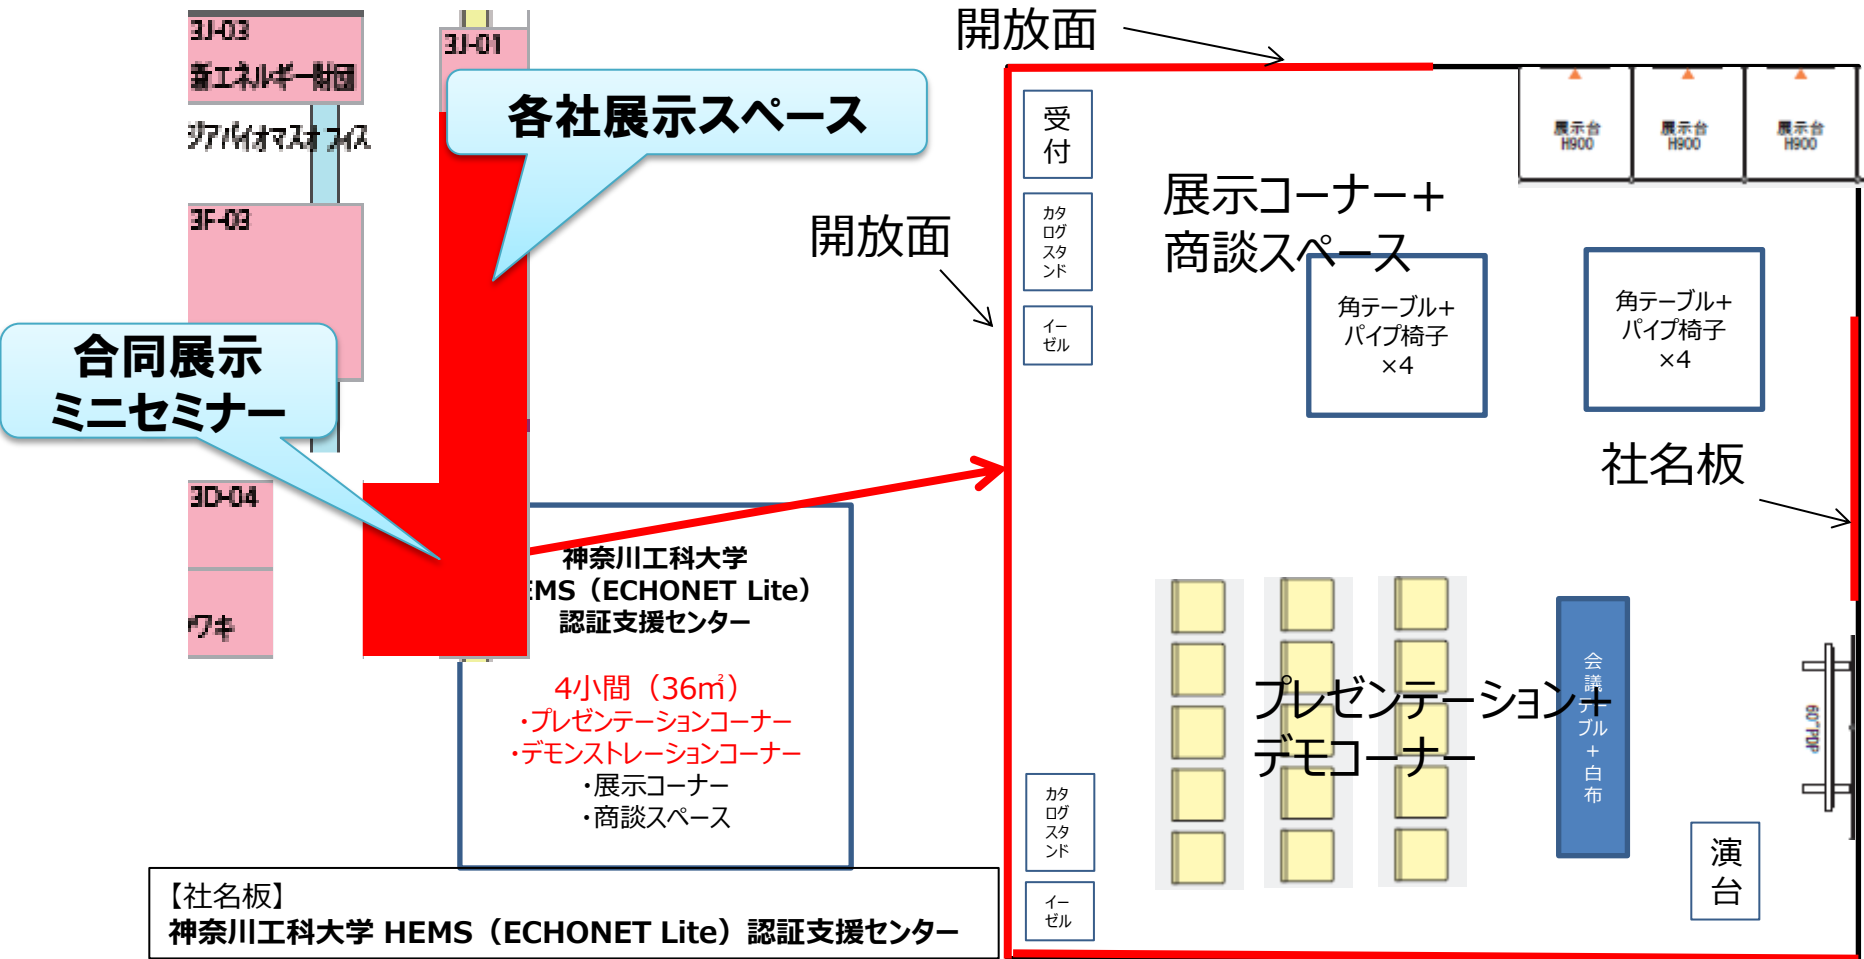 3J-03
新エネルギー財団
ジアバイオマスオフィス
3F-03
3J-01
各社展示スペース
合同展示
ミニセミナー
3D-04
ワキ
神奈川工科大学
EMS（ECHONET Lite）
認証支援センター
4小間（36㎡）
・プレゼンテーションコーナー
・デモンストレーションコーナー
・展示コーナー
・商談スペース
【社名板】
神奈川工科大学 HEMS（ECHONET Lite）認証支援センター
開放面
開放面
受
付
カタ
ログ
スタ
ンド
イー
ゼル
展示コーナー+
商談スペース
展示台
H900
展示台
H900
展示台
H900
角テーブル+
パイプ椅子
×4
角テーブル+
パイプ椅子
×4
社名板
プレゼンテーション+
デモコーナー
会
議
テー
ブル
+
白
布
60"PDP
演
台
カタ
ログ
スタ
ンド
イー
ゼル